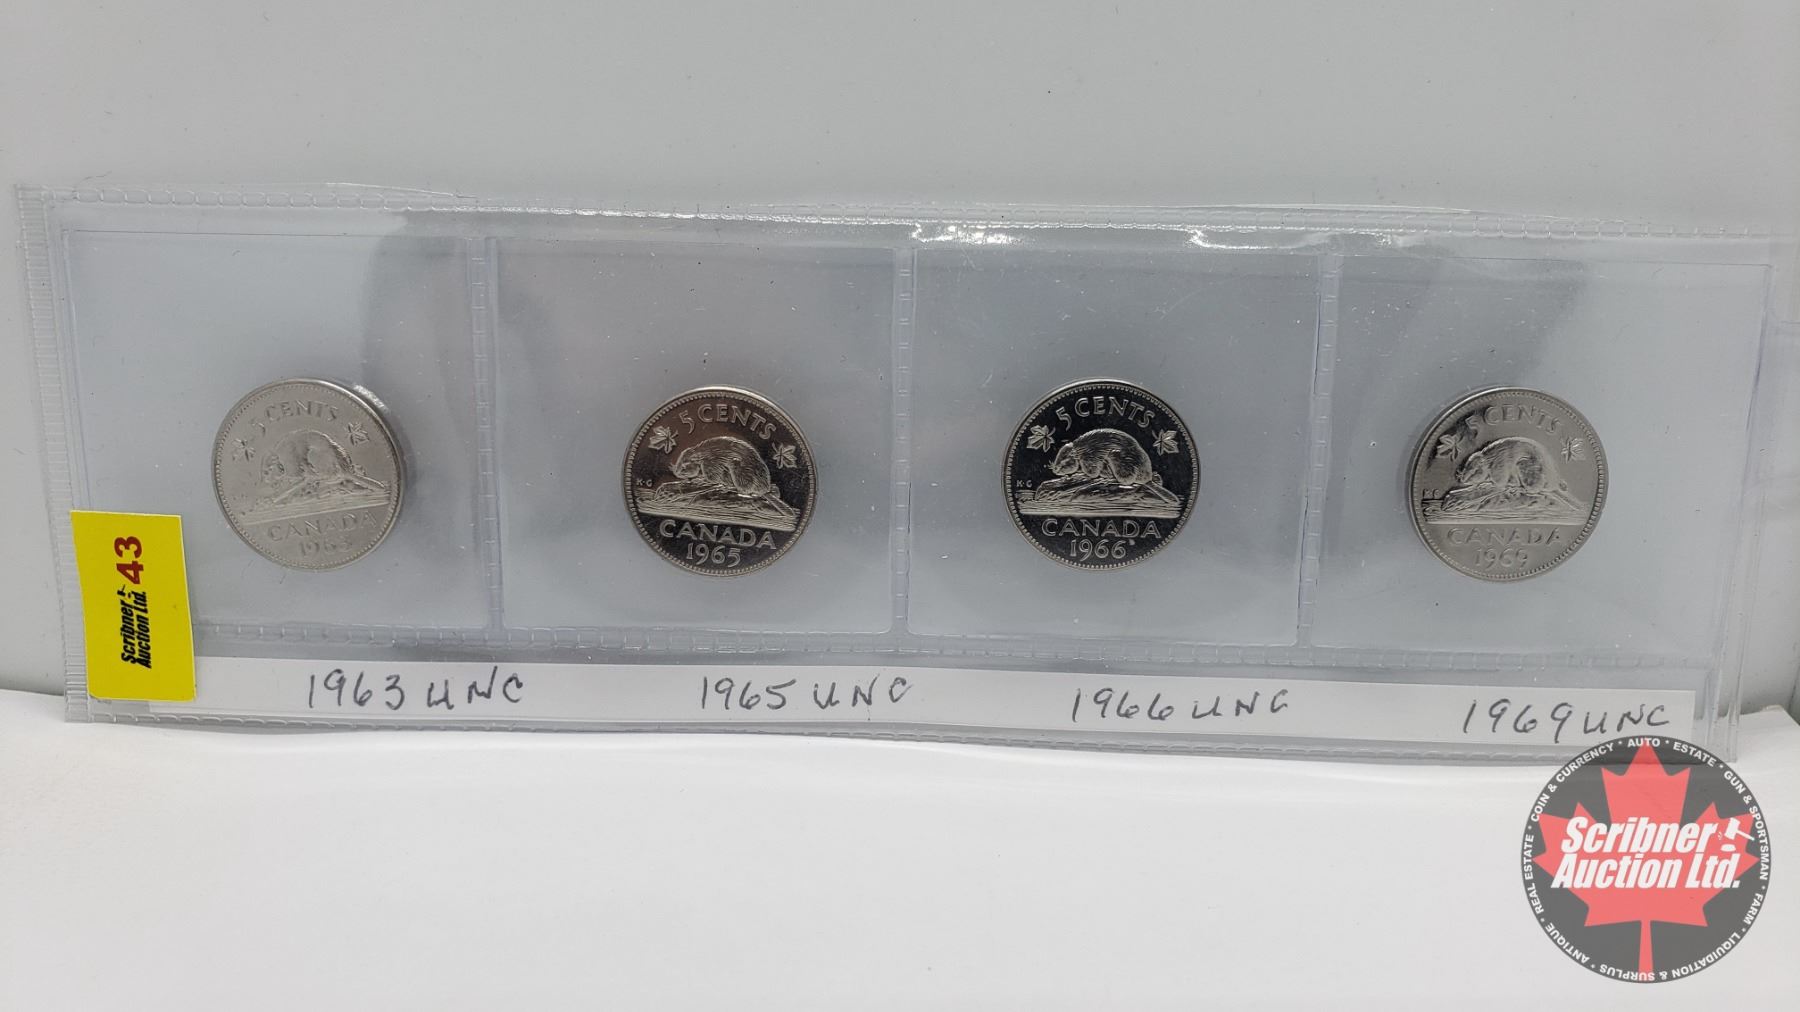 5 CENTS
CANADA
1963
5 CENTS
K·G
CANADA
1965
5 CENTS
K·G
CANADA
1966
5 CENTS
CANADA
1969
43
Scribner
Auction Ltd.
1963 UNC
1965 UNC
1966 UNC
1969 UNC
REAL ESTATE • COIN & CURRENCY • AUTO • ESTATE • GUN & SPORTSMAN • FARM • LIQUIDATION & SURPLUS • ANTIQUE •
Scribner
Auction Ltd.